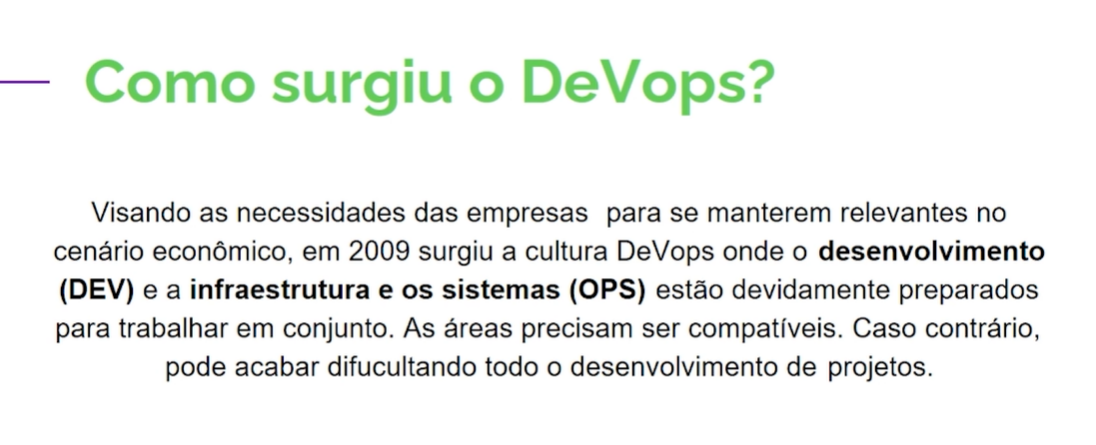 Como surgiu o DeVops?
Visando as necessidades das empresas para se manterem relevantes no
cenário econômico, em 2009 surgiu a cultura DeVops onde o desenvolvimento
(DEV) e a infraestrutura e os sistemas (OPS) estão devidamente preparados
para trabalhar em conjunto. As áreas precisam ser compatíveis. Caso contrário,
pode acabar difucultando todo o desenvolvimento de projetos.